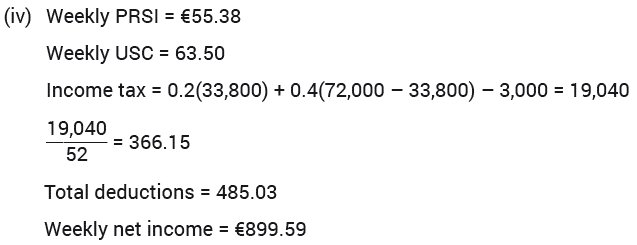 (iv) Weekly PRSI = €55.38
Weekly USC = 63.50
Income tax = 0.2(33,800) + 0.4(72,000 – 33,800) – 3,000 = 19,040
19,040/52 = 366.15
Total deductions = 485.03
Weekly net income = €899.59